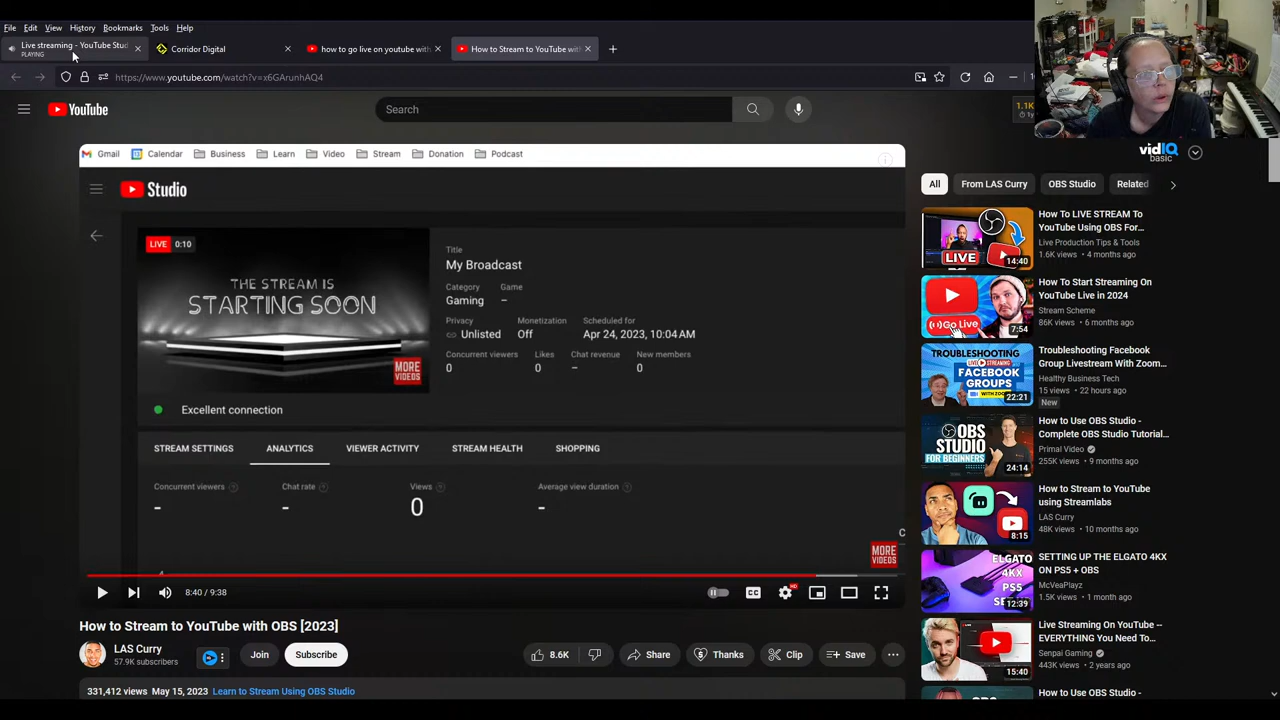 File Edit View History Bookmarks Tools Help
Live streaming - YouTube Stud
PLAYING
Corridor Digital
how to go live on youtube with
How to Stream to YouTube with
https://www.youtube.com/watch?v=x6GArunhAQ4
YouTube
Search
1.1K
Gmail Calendar Business Learn Video Stream Donation Podcast
Studio
LIVE 0:10
THE STREAM IS
STARTING SOON
MORE
VIDEOS
Title
My Broadcast
Category Game
Gaming –
Privacy Monetization Scheduled for
Unlisted Off Apr 24, 2023, 10:04 AM
Concurrent viewers Likes Chat revenue New members
0 0 – 0
Excellent connection
STREAM SETTINGS ANALYTICS VIEWER ACTIVITY STREAM HEALTH SHOPPING
Concurrent viewers Chat rate Views Average view duration
- - 0 -
MORE
VIDEOS
8:40 / 9:38
CC
HD
How to Stream to YouTube with OBS [2023]
LAS Curry
57.9K subscribers
Join
Subscribe
8.6K
Share
Thanks
Clip
Save
331,412 views May 15, 2023 Learn to Stream Using OBS Studio
vidIQ
basic
All From LAS Curry OBS Studio Related
LIVE
14:40
How To LIVE STREAM To
YouTube Using OBS For...
Live Production Tips & Tools
1.6K views • 4 months ago
Go Live
7:54
How To Start Streaming On
YouTube Live in 2024
Stream Scheme
86K views • 6 months ago
TROUBLESHOOTING
LIVE STREAMING
FACEBOOK
GROUPS
WITH ZOOM
22:21
Troubleshooting Facebook
Group Livestream With Zoom...
Healthy Business Tech
15 views • 22 hours ago
New
OBS
STUDIO
FOR BEGINNERS
24:14
How to Use OBS Studio -
Complete OBS Studio Tutorial...
Primal Video
255K views • 9 months ago
8:15
How to Stream to YouTube
using Streamlabs
LAS Curry
48K views • 10 months ago
SETTING UP
THE ELGATO
4KX
PS5
12:39
SETTING UP THE ELGATO 4KX
ON PS5 + OBS
McVeaPlayz
1.5K views • 1 month ago
15:40
Live Streaming On YouTube --
EVERYTHING You Need To...
Senpai Gaming
443K views • 2 years ago
How to Use OBS Studio -